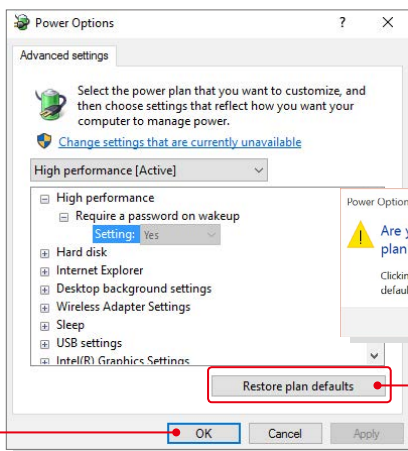 Power Options
?
Advanced settings
Select the power plan that you want to customize, and
then choose settings that reflect how you want your
computer to manage power.
Change settings that are currently unavailable
High performance [Active]
High performance
Require a password on wakeup
Setting: Yes
Hard disk
Internet Explorer
Desktop background settings
Wireless Adapter Settings
Sleep
USB settings
Intel(R) Graphics Settings
Power Option
Are y
plan
Clickin
defaul
Restore plan defaults
OK Cancel Apply